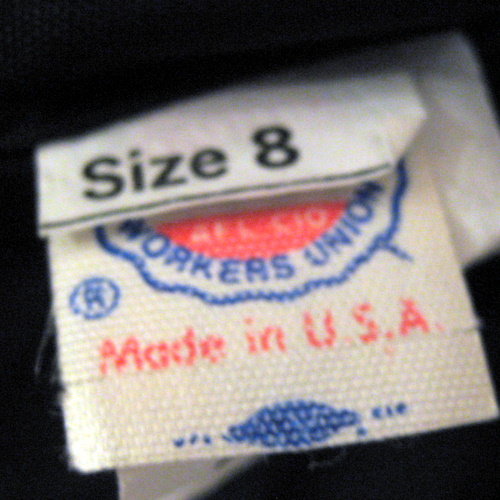 Size 8
AFL CIO
WORKERS UNION
®
Made in U.S.A.